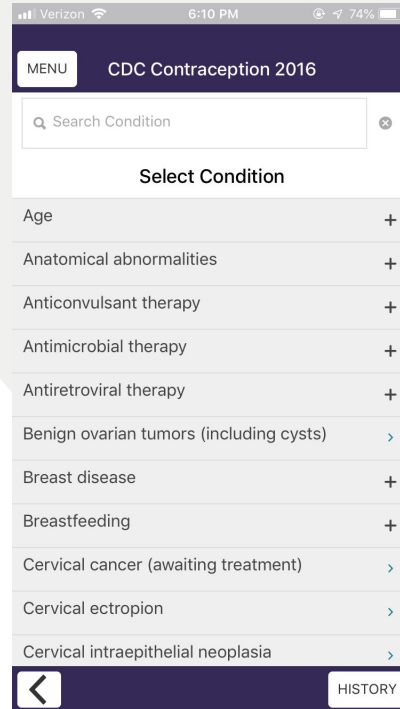 Verizon 6:10 PM 74%
MENU CDC Contraception 2016
Search Condition
Select Condition
Age +
Anatomical abnormalities +
Anticonvulsant therapy +
Antimicrobial therapy +
Antiretroviral therapy +
Benign ovarian tumors (including cysts) >
Breast disease +
Breastfeeding +
Cervical cancer (awaiting treatment) >
Cervical ectropion >
Cervical intraepithelial neoplasia >
HISTORY